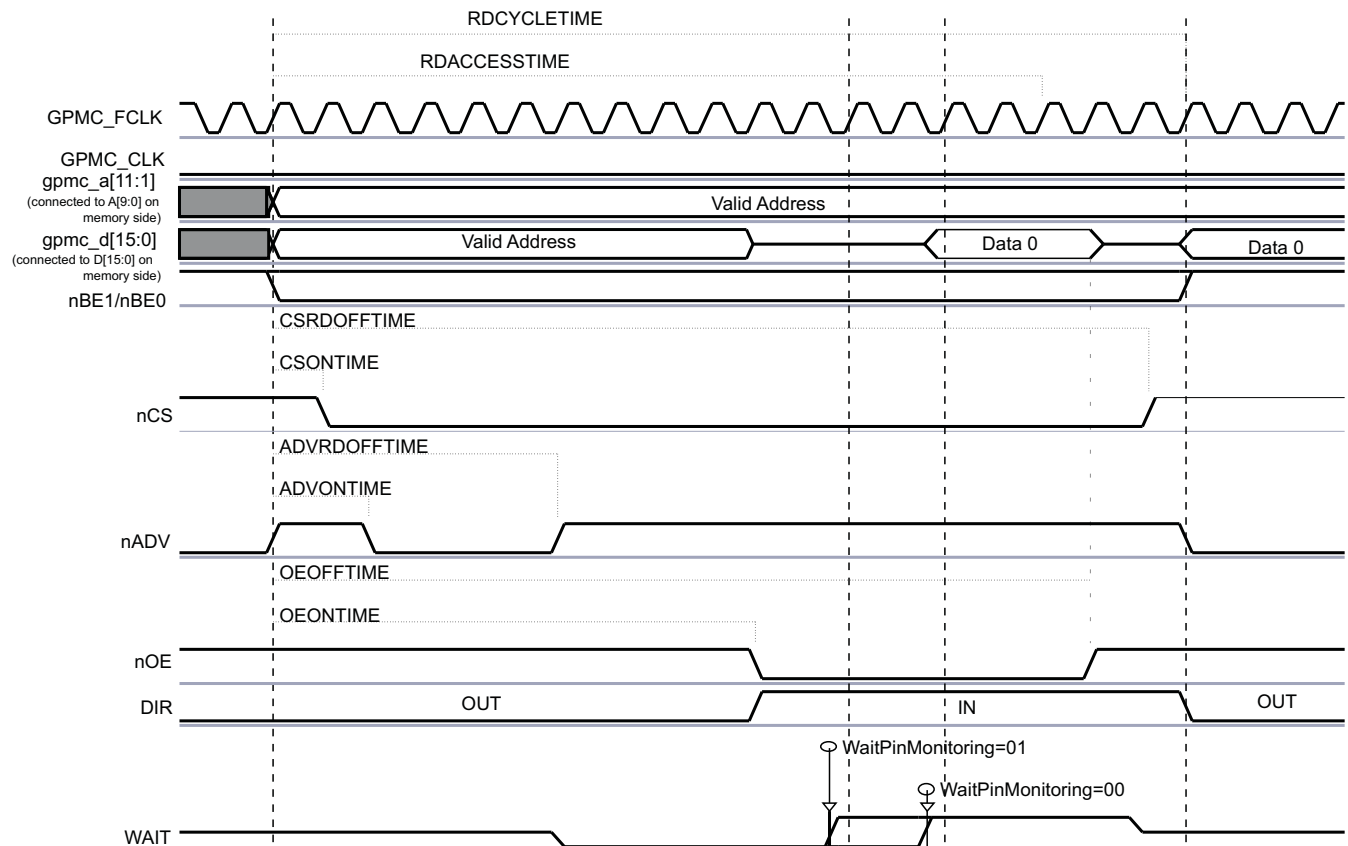 RDCYCLETIME
RDACCESSTIME
GPMC_FCLK
GPMC_CLK
gpmc_a[11:1]
(connected to A[9:0] on
memory side)
Valid Address
gpmc_d[15:0]
(connected to D[15:0] on
memory side)
Valid Address
Data 0
Data 0
nBE1/nBE0
CSRDOFFTIME
CSONTIME
nCS
ADVRDOFFTIME
ADVONTIME
nADV
OEOFFTIME
OEONTIME
nOE
DIR
OUT
IN
OUT
WaitPinMonitoring=01
WaitPinMonitoring=00
WAIT